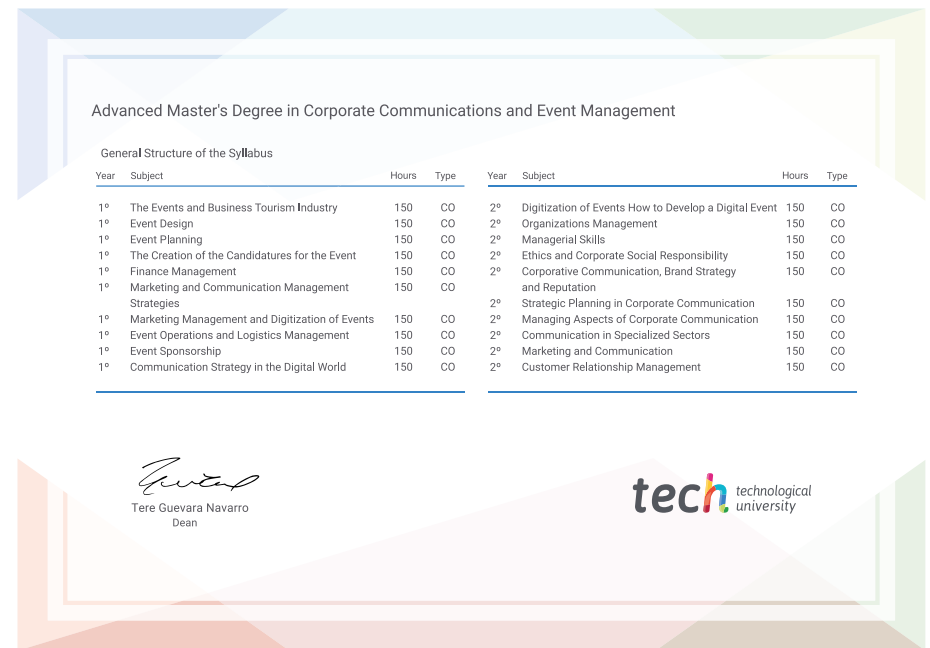 Advanced Master's Degree in Corporate Communications and Event Management
General Structure of the Syllabus
Year Subject Hours Type
1º The Events and Business Tourism Industry 150 CO
1º Event Design 150 CO
1º Event Planning 150 CO
1º The Creation of the Candidatures for the Event 150 CO
1º Finance Management 150 CO
1º Marketing and Communication Management 150 CO
Strategies
1º Marketing Management and Digitization of Events 150 CO
1º Event Operations and Logistics Management 150 CO
1º Event Sponsorship 150 CO
1º Communication Strategy in the Digital World 150 CO
Year Subject Hours Type
2º Digitization of Events How to Develop a Digital Event 150 CO
2º Organizations Management 150 CO
2º Managerial Skills 150 CO
2º Ethics and Corporate Social Responsibility 150 CO
2º Corporative Communication, Brand Strategy 150 CO
and Reputation
2º Strategic Planning in Corporate Communication 150 CO
2º Managing Aspects of Corporate Communication 150 CO
2º Communication in Specialized Sectors 150 CO
2º Marketing and Communication 150 CO
2º Customer Relationship Management 150 CO
Tere Guevara Navarro
Dean
tech technological
university